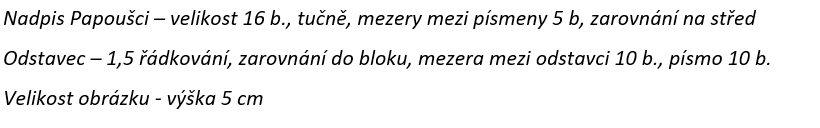 Nadpis Papoušci – velikost 16 b., tučně, mezery mezi písmeny 5 b, zarovnání na střed
Odstavec – 1,5 řádkování, zarovnání do bloku, mezera mezi odstavci 10 b., písmo 10 b.
Velikost obrázku - výška 5 cm